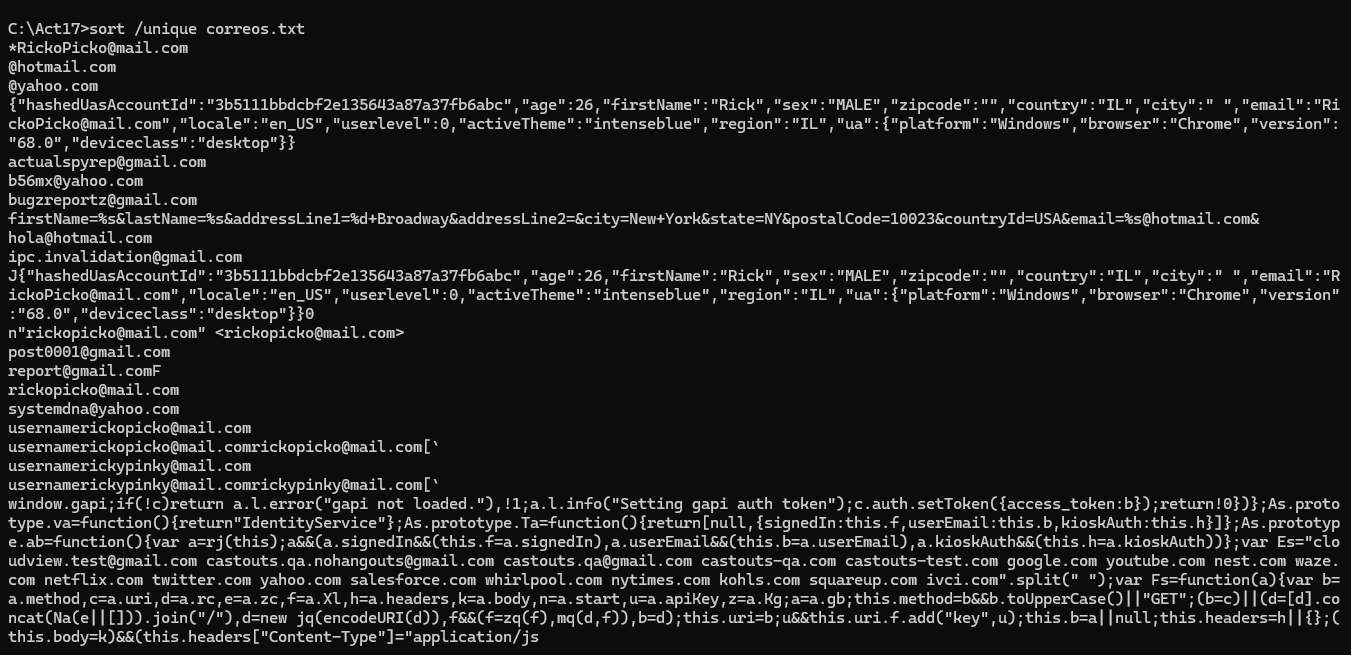 C:\Act17>sort /unique correos.txt
*RickoPicko@mail.com
@hotmail.com
@yahoo.com
{"hashedUasAccountId":"3b5111bbdcbf2e135643a87a37fb6abc","age":26,"firstName":"Rick","sex":"MALE","zipcode":"","country":"IL","city":" ","email":"Ri
ckoPicko@mail.com","locale":"en_US","userlevel":0,"activeTheme":"intenseblue","region":"IL","ua":{"platform":"Windows","browser":"Chrome","version":
"68.0","deviceclass":"desktop"}}
actualspyrep@gmail.com
b56mx@yahoo.com
bugzreportz@gmail.com
firstName=%s&lastName=%s&addressLine1=%d+Broadway&addressLine2=&city=New+York&state=NY&postalCode=10023&countryId=USA&email=%s@hotmail.com&
hola@hotmail.com
ipc.invalidation@gmail.com
J{"hashedUasAccountId":"3b5111bbdcbf2e135643a87a37fb6abc","age":26,"firstName":"Rick","sex":"MALE","zipcode":"","country":"IL","city":" ","email":"R
ickoPicko@mail.com","locale":"en_US","userlevel":0,"activeTheme":"intenseblue","region":"IL","ua":{"platform":"Windows","browser":"Chrome","version"
:"68.0","deviceclass":"desktop"}}0
n"rickopicko@mail.com" <rickopicko@mail.com>
post0001@gmail.com
report@gmail.comF
rickopicko@mail.com
systemdna@yahoo.com
usernamerickopicko@mail.com
usernamerickopicko@mail.comrickopicko@mail.com[`
usernamerickypinky@mail.com
usernamerickypinky@mail.comrickypinky@mail.com[`
window.gapi;if(!c)return a.l.error("gapi not loaded."),!1;a.l.info("Setting gapi auth token");c.auth.setToken({access_token:b});return!0})};As.proto
type.va=function(){return"IdentityService"};As.prototype.Ta=function(){return[null,{signedIn:this.f,userEmail:this.b,kioskAuth:this.h}]};As.prototyp
e.ab=function(){var a=rj(this);a&&(a.signedIn&&(this.f=a.signedIn),a.userEmail&&(this.b=a.userEmail),a.kioskAuth&&(this.h=a.kioskAuth))};var Es="clo
udview.test@gmail.com castouts.qa.nohangouts@gmail.com castouts.qa@gmail.com castouts-qa.com castouts-test.com google.com youtube.com nest.com waze.
com netflix.com twitter.com yahoo.com salesforce.com whirlpool.com nytimes.com kohls.com squareup.com ivci.com".split(" ");var Fs=function(a){var b=
a.method,c=a.uri,d=a.rc,e=a.zc,f=a.Xl,h=a.headers,k=a.body,n=a.start,u=a.apiKey,z=a.Kg;a=a.gb;this.method=b&&b.toUpperCase()||"GET";(b=c)||(d=[d].co
ncat(Na(e||[])).join("/"),d=new jq(encodeURI(d)),f&&(f=zq(f),mq(d,f)),b=d);this.uri=b;u&&this.uri.f.add("key",u);this.b=a||null;this.headers=h||{};(
this.body=k)&&(this.headers["Content-Type"]="application/js